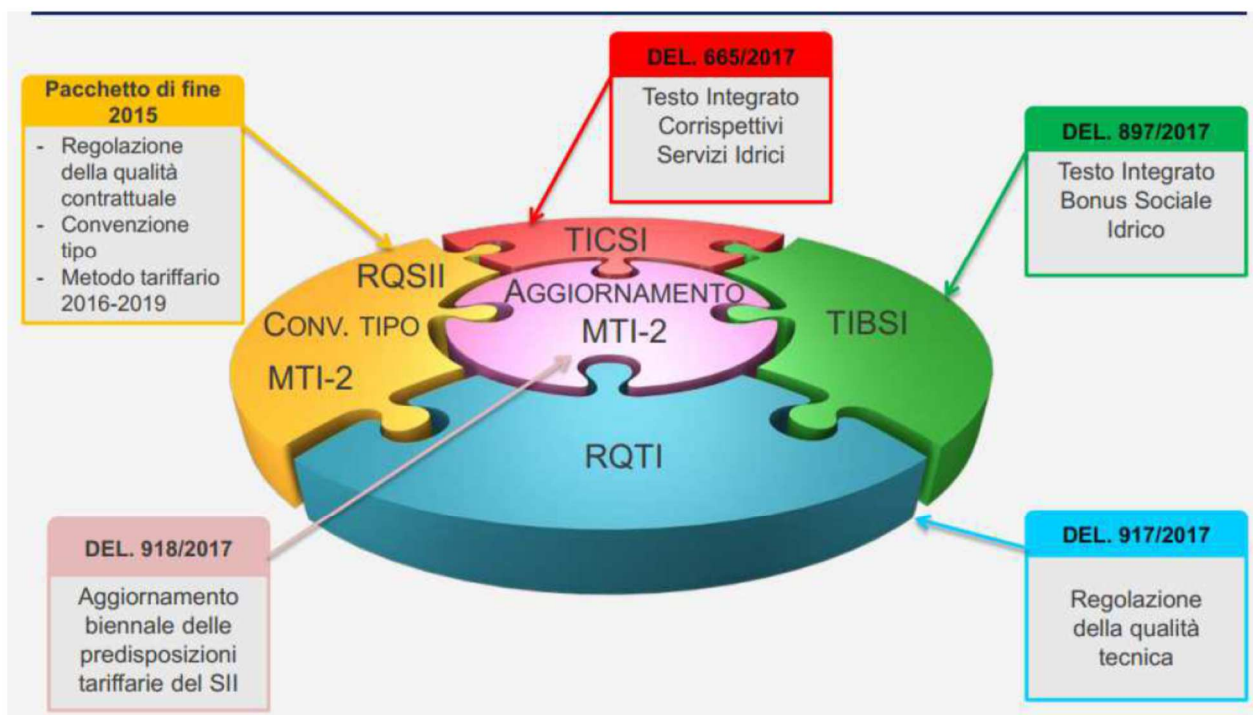 Pacchetto di fine
2015
- Regolazione
della qualità
contrattuale
- Convenzione
tipo
- Metodo tariffario
2016-2019
DEL. 665/2017
Testo Integrato
Corrispettivi
Servizi Idrici
DEL. 897/2017
Testo Integrato
Bonus Sociale
Idrico
TICSI
RQSII
CONV. TIPO
MTI-2
AGGIORNAMENTO
MTI-2
TIBSI
RQTI
DEL. 918/2017
Aggiornamento
biennale delle
predisposizioni
tariffarie del SII
DEL. 917/2017
Regolazione
della qualità
tecnica